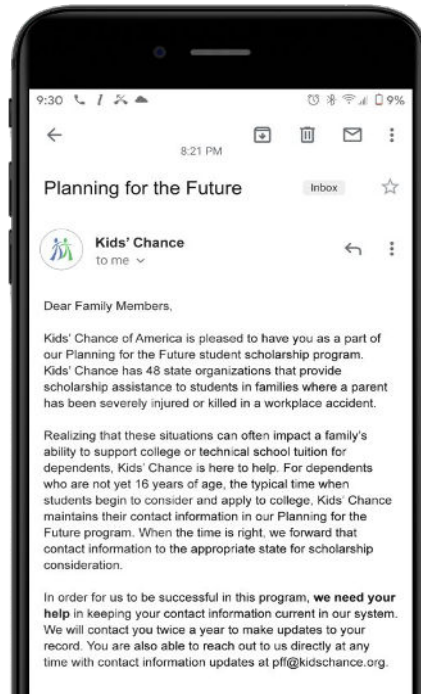 9:30 9%
8:21 PM
Planning for the Future Inbox
Kids' Chance
to me
Dear Family Members,
Kids' Chance of America is pleased to have you as a part of
our Planning for the Future student scholarship program.
Kids' Chance has 48 state organizations that provide
scholarship assistance to students in families where a parent
has been severely injured or killed in a workplace accident.
Realizing that these situations can often impact a family's
ability to support college or technical school tuition for
dependents, Kids' Chance is here to help. For dependents
who are not yet 16 years of age, the typical time when
students begin to consider and apply to college, Kids' Chance
maintains their contact information in our Planning for the
Future program. When the time is right, we forward that
contact information to the appropriate state for scholarship
consideration.
In order for us to be successful in this program, we need your
help in keeping your contact information current in our system.
We will contact you twice a year to make updates to your
record. You are also able to reach out to us directly at any
time with contact information updates at pff@kidschance.org.